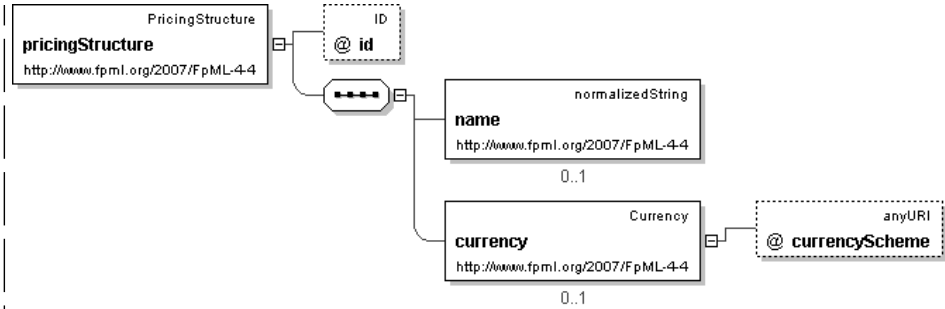 PricingStructure
pricingStructure
http://www.fpml.org/2007/FpML-4-4
ID
@ id
normalizedString
name
http://www.fpml.org/2007/FpML-4-4
0..1
Currency
currency
http://www.fpml.org/2007/FpML-4-4
0..1
anyURI
@ currencyScheme